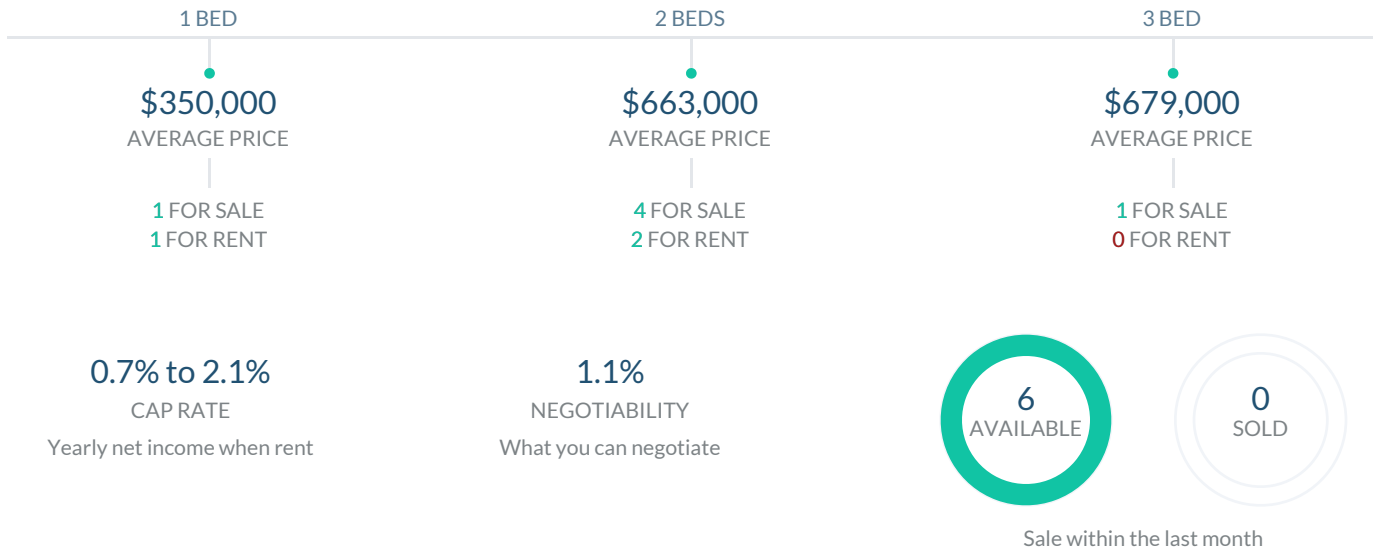 1 BED
$350,000
AVERAGE PRICE
1 FOR SALE
1 FOR RENT
2 BEDS
$663,000
AVERAGE PRICE
4 FOR SALE
2 FOR RENT
3 BED
$679,000
AVERAGE PRICE
1 FOR SALE
0 FOR RENT
0.7% to 2.1%
CAP RATE
Yearly net income when rent
1.1%
NEGOTIABILITY
What you can negotiate
6
AVAILABLE
0
SOLD
Sale within the last month